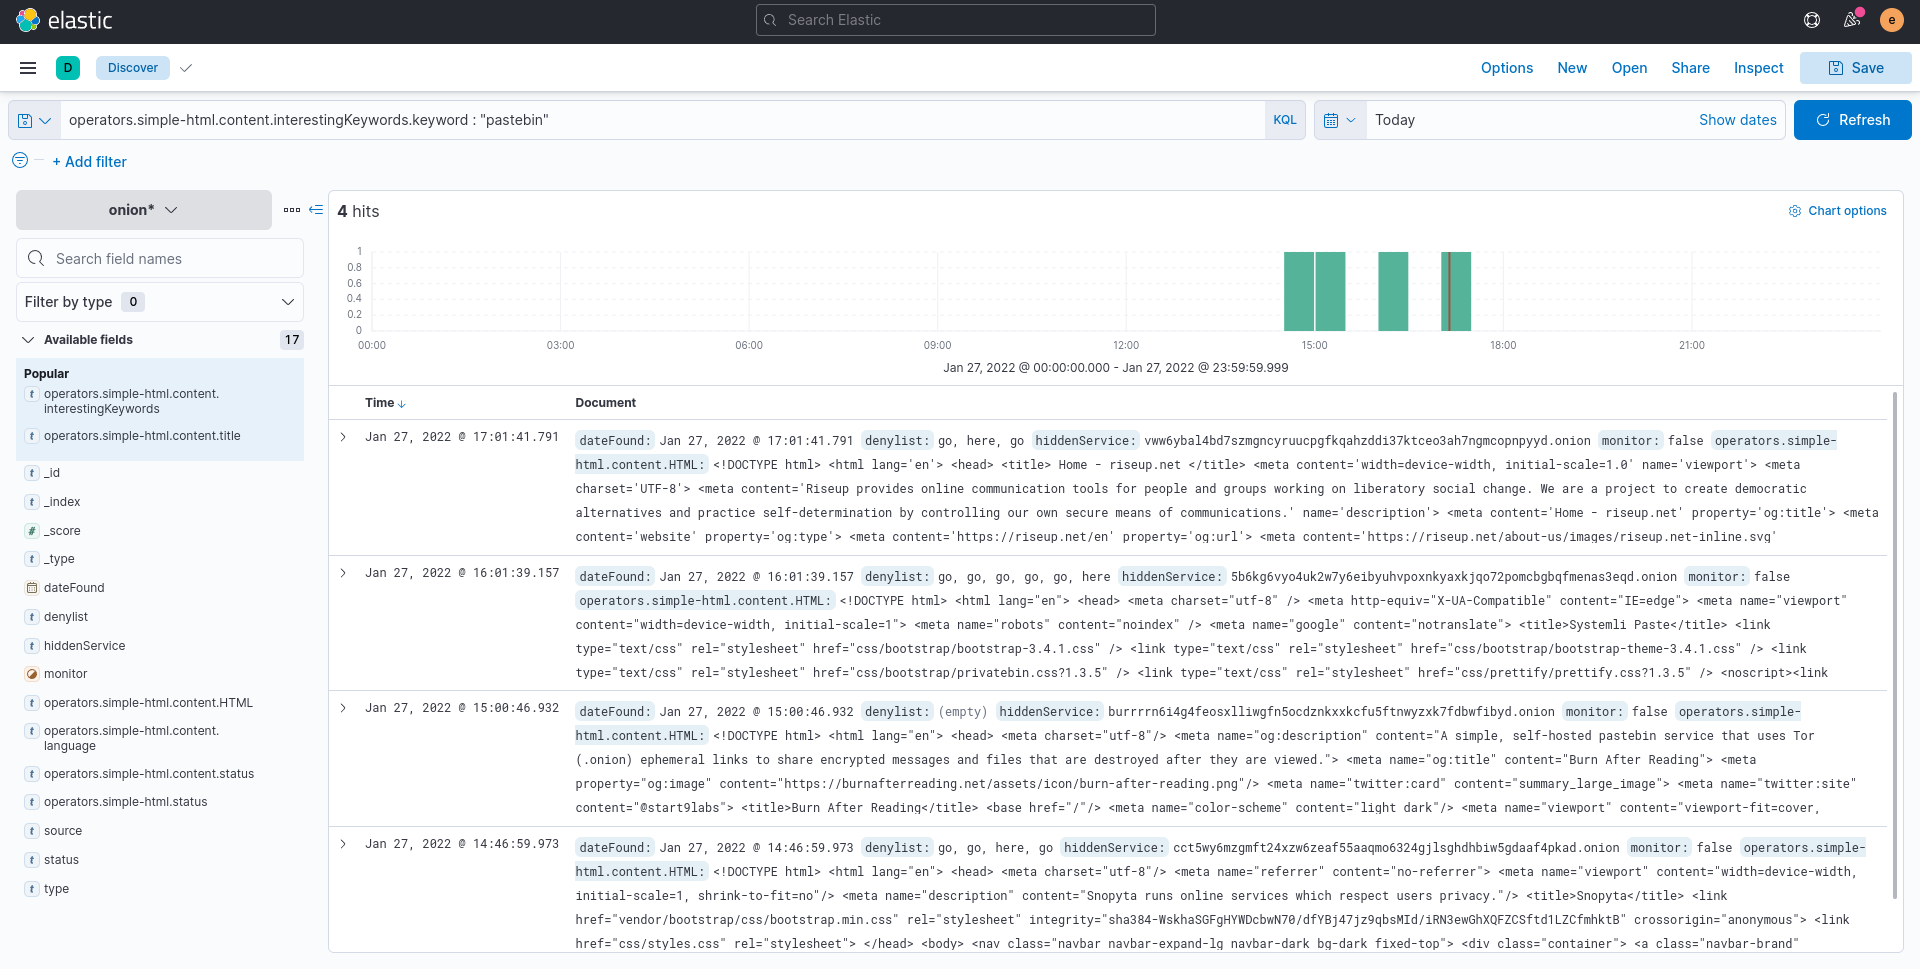 elastic
Search Elastic
e
D
Discover
Options
New
Open
Share
Inspect
Save
operators.simple-html.content.interestingKeywords.keyword : "pastebin"
KQL
Today
Show dates
Refresh
+ Add filter
onion*
Search field names
Filter by type 0
Available fields 17
Popular
t operators.simple-html.content.
interestingKeywords
t operators.simple-html.content.title
t _id
t _index
# _score
t _type
dateFound
t denylist
t hiddenService
monitor
t operators.simple-html.content.HTML
t operators.simple-html.content.
language
t operators.simple-html.content.status
t operators.simple-html.status
t source
t status
t type
4 hits
Chart options
1
0.8
0.6
0.4
0.2
0
00:00 03:00 06:00 09:00 12:00 15:00 18:00 21:00
Jan 27, 2022 @ 00:00:00.000 - Jan 27, 2022 @ 23:59:59.999
Time Document
Jan 27, 2022 @ 17:01:41.791 dateFound: Jan 27, 2022 @ 17:01:41.791 denylist: go, here, go hiddenService: vww6ybal4bd7szmgncyruucpgfkqahzddi37ktceo3ah7ngmcopnpyyd.onion monitor: false operators.simple-
html.content.HTML: <!DOCTYPE html> <html lang='en'> <head> <title> Home - riseup.net </title> <meta content='width=device-width, initial-scale=1.0' name='viewport'> <meta
charset='UTF-8'> <meta content='Riseup provides online communication tools for people and groups working on liberatory social change. We are a project to create democratic
alternatives and practice self-determination by controlling our own secure means of communications.' name='description'> <meta content='Home - riseup.net' property='og:title'> <meta
content='website' property='og:type'> <meta content='https://riseup.net/en' property='og:url'> <meta content='https://riseup.net/about-us/images/riseup.net-inline.svg'
Jan 27, 2022 @ 16:01:39.157 dateFound: Jan 27, 2022 @ 16:01:39.157 denylist: go, go, go, go, go, here hiddenService: 5b6kg6vyo4uk2w7y6eibyuhvpoxnkyaxkjqo72pomcbgbqfmenas3eqd.onion monitor: false
operators.simple-html.content.HTML: <!DOCTYPE html> <html lang="en"> <head> <meta charset="utf-8" /> <meta http-equiv="X-UA-Compatible" content="IE=edge"> <meta name="viewport"
content="width=device-width, initial-scale=1"> <meta name="robots" content="noindex" /> <meta name="google" content="notranslate"> <title>Systemli Paste</title> <link
type="text/css" rel="stylesheet" href="css/bootstrap/bootstrap-3.4.1.css" /> <link type="text/css" rel="stylesheet" href="css/bootstrap/bootstrap-theme-3.4.1.css" /> <link
type="text/css" rel="stylesheet" href="css/bootstrap/privatebin.css?1.3.5" /> <link type="text/css" rel="stylesheet" href="css/prettify/prettify.css?1.3.5" /> <noscript><link
Jan 27, 2022 @ 15:00:46.932 dateFound: Jan 27, 2022 @ 15:00:46.932 denylist: (empty) hiddenService: burrrrn6i4g4feosxlliwgfn5ocdznkxxkcfu5ftnwyzxk7fdbwfibyd.onion monitor: false operators.simple-
html.content.HTML: <!DOCTYPE html> <html lang="en"> <head> <meta charset="utf-8"/> <meta name="og:description" content="A simple, self-hosted pastebin service that uses Tor
(.onion) ephemeral links to share encrypted messages and files that are destroyed after they are viewed."> <meta name="og:title" content="Burn After Reading"> <meta
property="og:image" content="https://burnafterreading.net/assets/icon/burn-after-reading.png"/> <meta name="twitter:card" content="summary_large_image"> <meta name="twitter:site"
content="@start9labs"> <title>Burn After Reading</title> <base href="/"/> <meta name="color-scheme" content="light dark"/> <meta name="viewport" content="viewport-fit=cover,
Jan 27, 2022 @ 14:46:59.973 dateFound: Jan 27, 2022 @ 14:46:59.973 denylist: go, go, here, go hiddenService: cct5wy6mzgmft24xzw6zeaf55aaqmo6324gjlsghdhbiw5gdaaf4pkad.onion monitor: false operators.simple-
html.content.HTML: <!DOCTYPE html> <html lang="en"> <head> <meta charset="utf-8"/> <meta name="referrer" content="no-referrer"> <meta name="viewport" content="width=device-width,
initial-scale=1, shrink-to-fit=no"/> <meta name="description" content="Snopyta runs online services which respect users privacy."/> <title>Snopyta</title> <link
href="vendor/bootstrap/css/bootstrap.min.css" rel="stylesheet" integrity="sha384-WskhaSGFgHYWDcbwN70/dfYBj47jz9qbsMId/iRN3ewGhXQFZCSftd1LZCfmhktB" crossorigin="anonymous"> <link
href="css/styles.css" rel="stylesheet"> </head> <body> <nav class="navbar navbar-expand-lg navbar-dark bg-dark fixed-top"> <div class="container"> <a class="navbar-brand"